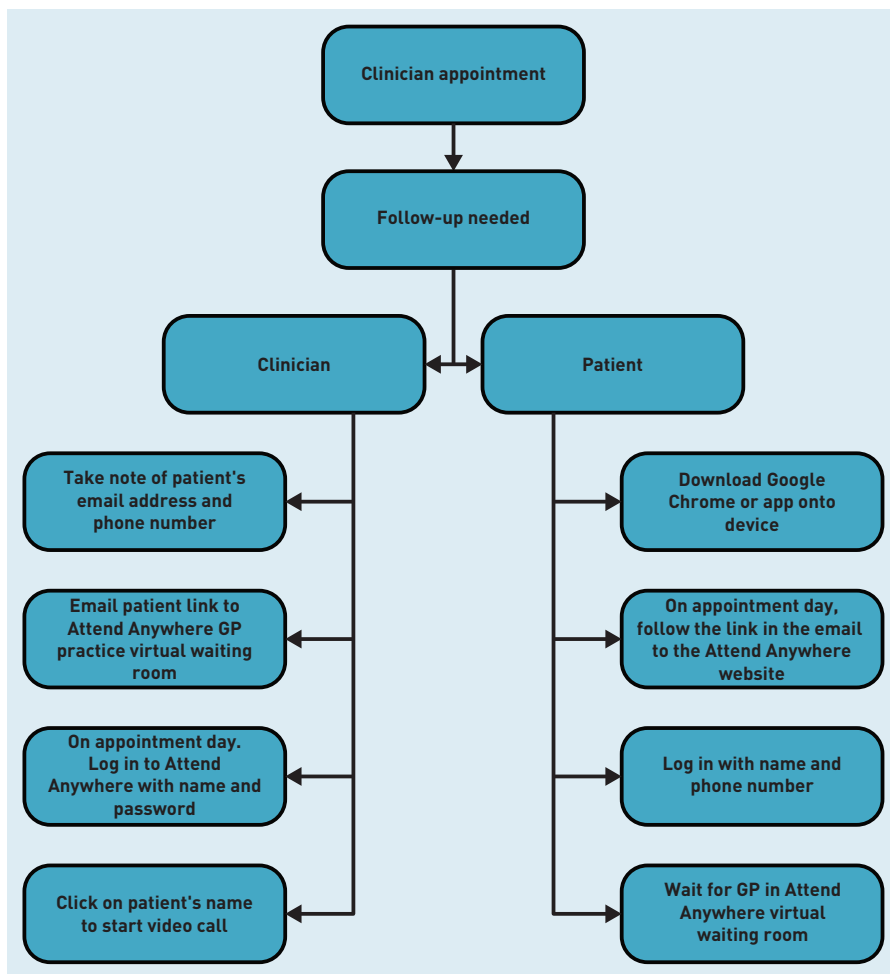 Clinician appointment
Follow-up needed
Clinician
Patient
Take note of patient's
email address and
phone number
Download Google
Chrome or app onto
device
Email patient link to
Attend Anywhere GP
practice virtual waiting
room
On appointment day,
follow the link in the email
to the Attend Anywhere
website
On appointment day.
Log in to Attend
Anywhere with name and
password
Log in with name and
phone number
Click on patient's name
to start video call
Wait for GP in Attend
Anywhere virtual
waiting room